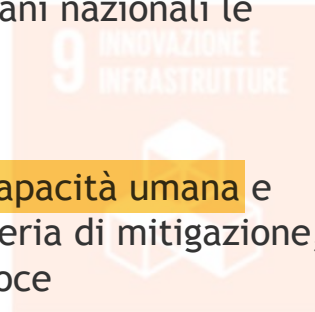 ani nazionali le
9 INNOVAZIONE E
INFRASTRUTTURE
apacità umana e
eria di mitigazione,
oce